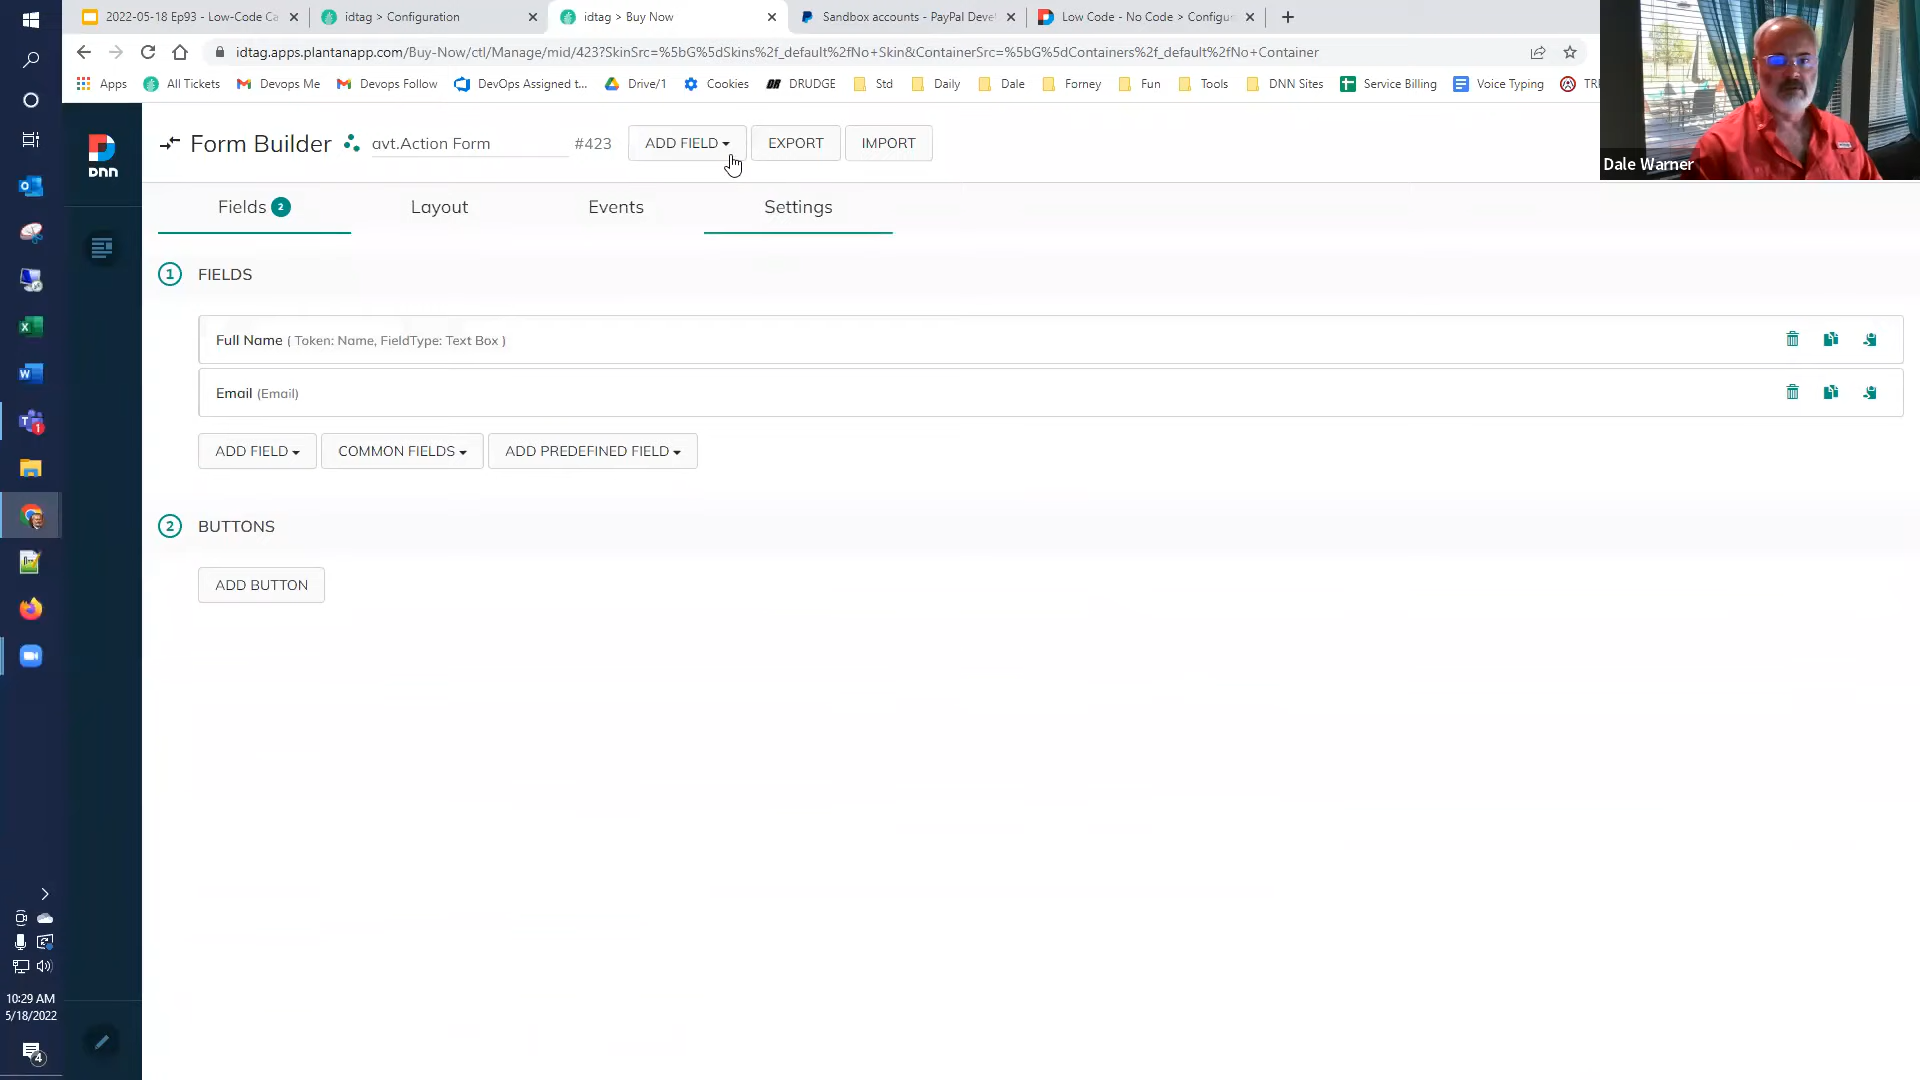 2022-05-18 Ep93 - Low-Code Ca
idtag > Configuration
idtag > Buy Now
Sandbox accounts - PayPal Deve
Low Code - No Code > Configur
idtag.apps.plantanapp.com/Buy-Now/ctl/Manage/mid/423?SkinSrc=%5bG%5dSkins%2f_default%2fNo+Skin&ContainerSrc=%5bG%5dContainers%2f_default%2fNo+Container
Apps
All Tickets
Devops Me
Devops Follow
DevOps Assigned t...
Drive/1
Cookies
DRUDGE
Std
Daily
Dale
Forney
Fun
Tools
DNN Sites
Service Billing
Voice Typing
TRE
Dale Warner
DNN
Form Builder
avt.Action Form
#423
ADD FIELD
EXPORT
IMPORT
Fields 2
Layout
Events
Settings
1 FIELDS
Full Name ( Token: Name, FieldType: Text Box )
Email (Email)
ADD FIELD
COMMON FIELDS
ADD PREDEFINED FIELD
2 BUTTONS
ADD BUTTON
10:29 AM
5/18/2022
4